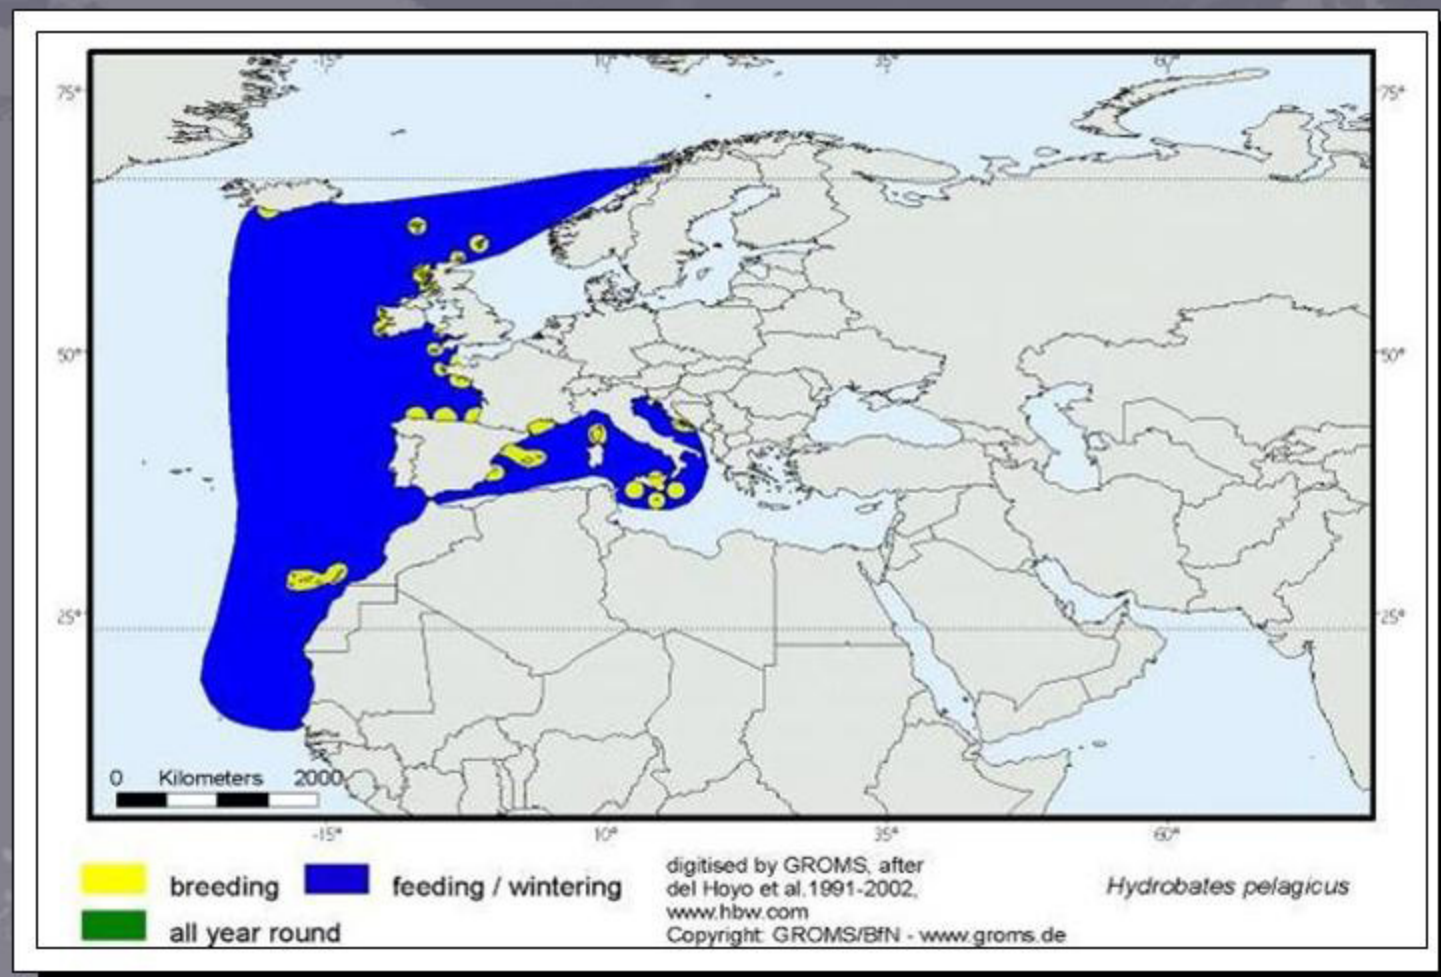 -15° 10° 35° 60°
75° 75°
50° 50°
25° 25°
0 Kilometers 2000
-15° 10° 35° 60°
breeding feeding / wintering
all year round
digitised by GROMS, after
del Hoyo et al.1991-2002,
www.hbw.com
Copyright: GROMS/BfN - www.groms.de
Hydrobates pelagicus